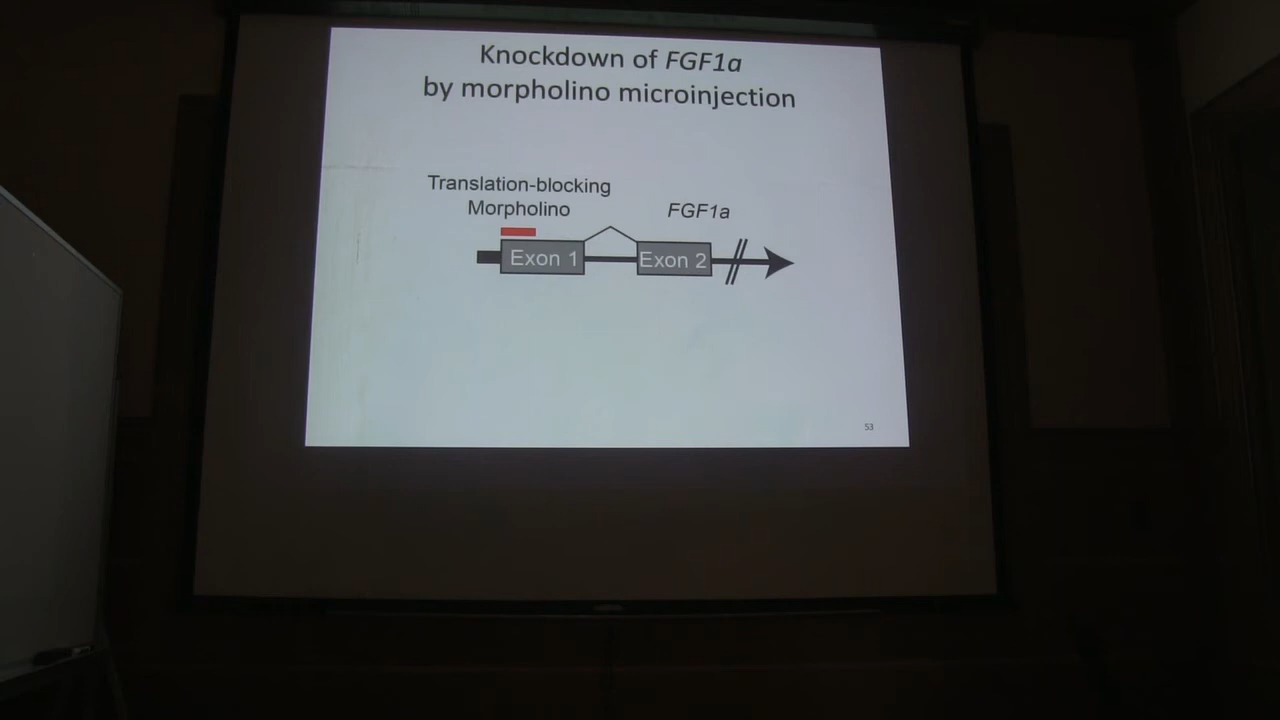 Knockdown of FGF1a
by morpholino microinjection
Translation-blocking
Morpholino
FGF1a
Exon 1
Exon 2
53